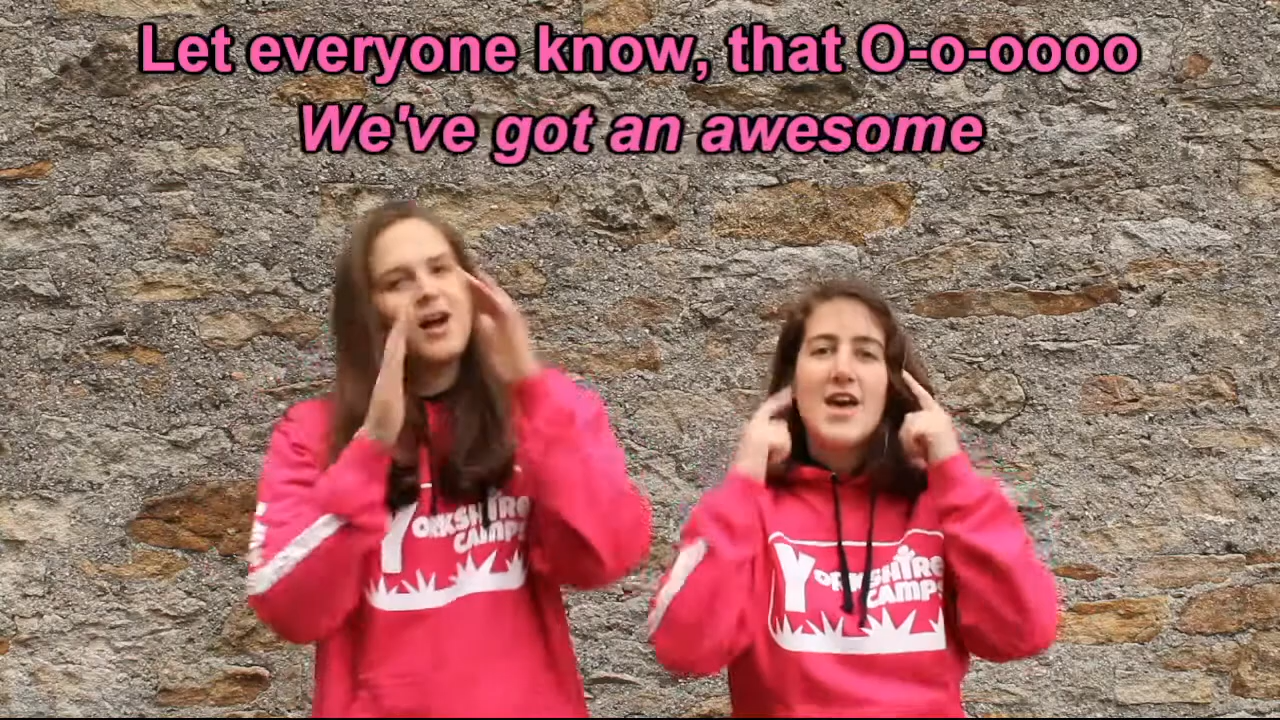 Let everyone know, that O-o-oooo
We've got an awesome
YORKSHIRE
CAMPS
YORKSHIRE
CAMPS